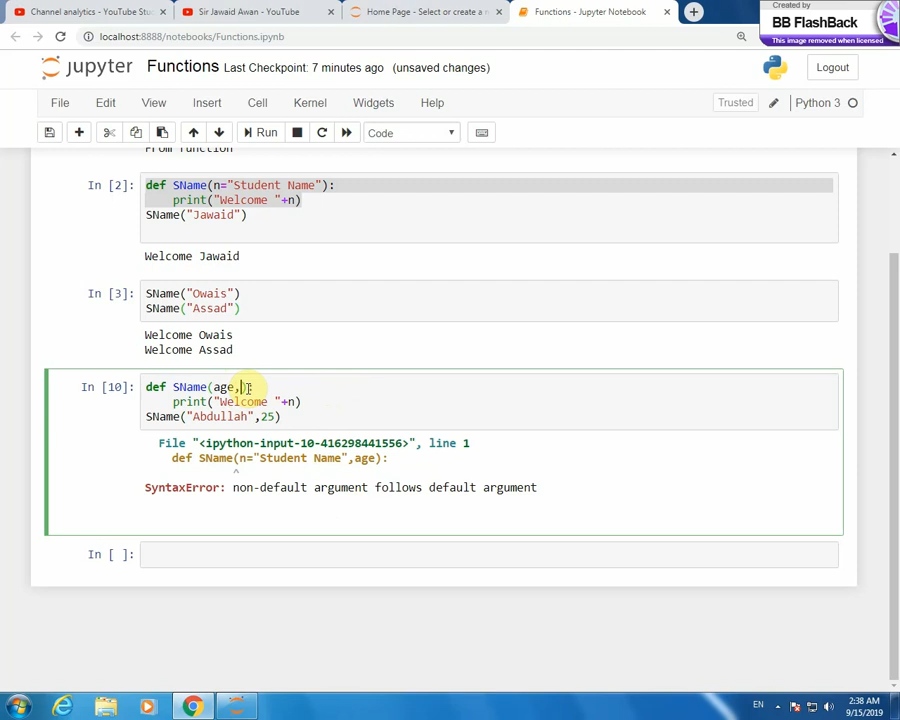 Channel analytics - YouTube Stu
Sir Jawaid Awan - YouTube
Home Page - Select or create a n
Functions - Jupyter Notebook
Created by
BB FlashBack
This image removed when licensed
localhost:8888/notebooks/Functions.ipynb
jupyter Functions Last Checkpoint: 7 minutes ago (unsaved changes)
Logout
File Edit View Insert Cell Kernel Widgets Help
Trusted Python 3
Run Code
From Function
In [2]: def SName(n="Student Name"):
print("Welcome "+n)
SName("Jawaid")
Welcome Jawaid
In [3]: SName("Owais")
SName("Assad")
Welcome Owais
Welcome Assad
In [10]: def SName(age,):
print("Welcome "+n)
SName("Abdullah",25)
File "<ipython-input-10-416298441556>", line 1
def SName(n="Student Name",age):
^
SyntaxError: non-default argument follows default argument
In [ ]:
EN
2:38 AM
9/15/2019